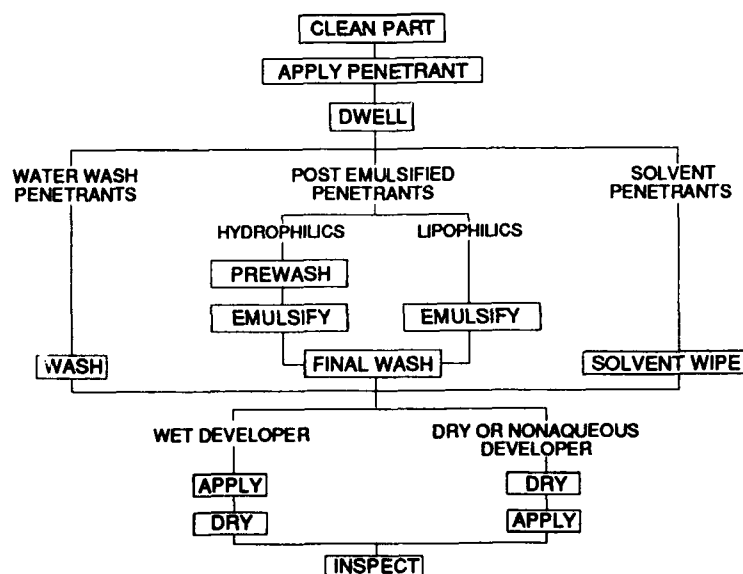 CLEAN PART
APPLY PENETRANT
DWELL
WATER WASH
PENETRANTS
POST EMULSIFIED
PENETRANTS
SOLVENT
PENETRANTS
HYDROPHILICS
LIPOPHILICS
PREWASH
EMULSIFY
EMULSIFY
WASH
FINAL WASH
SOLVENT WIPE
WET DEVELOPER
DRY OR NONAQUEOUS
DEVELOPER
APPLY
DRY
DRY
APPLY
INSPECT